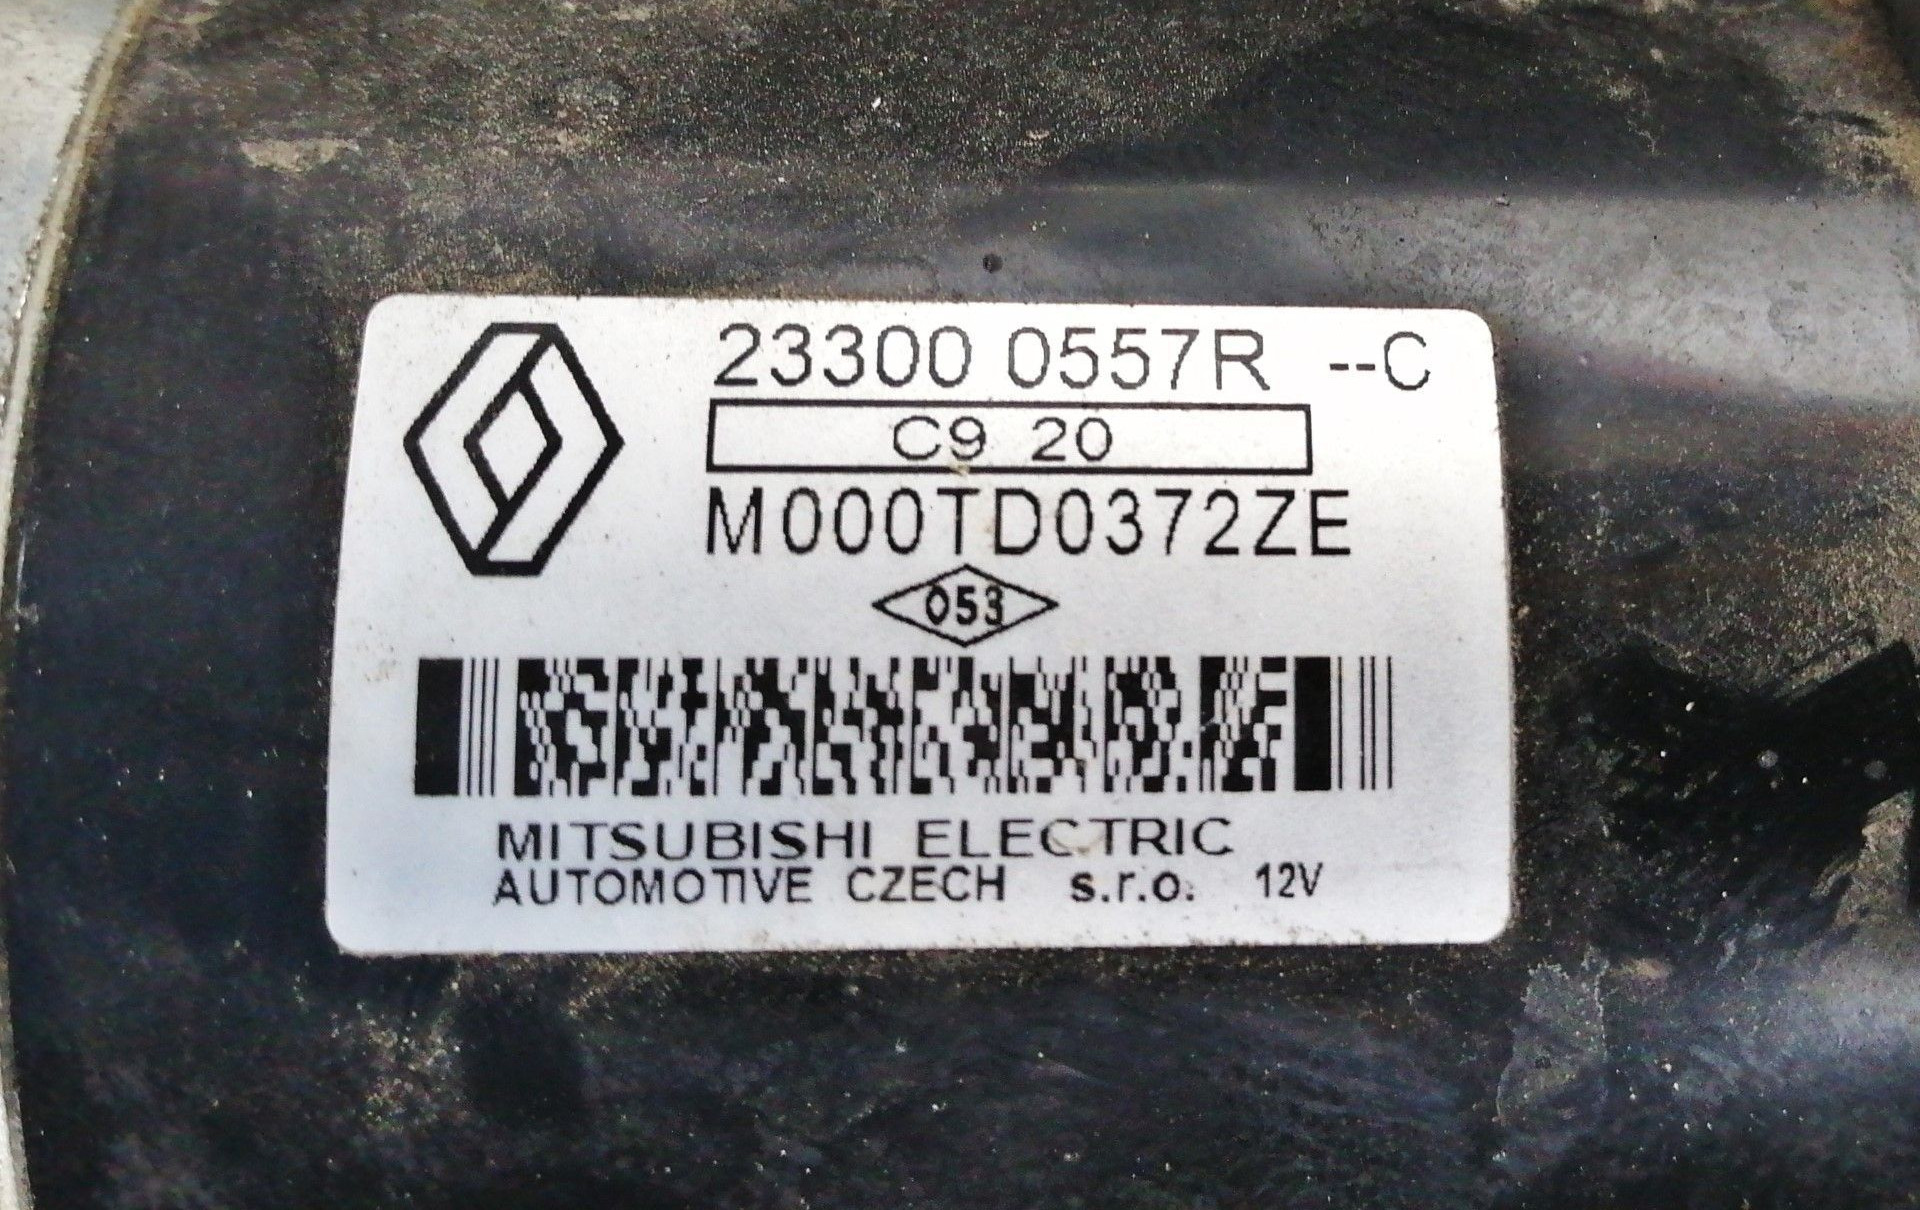 23300 0557R --C
C9 20
M000TD0372ZE
053
MITSUBISHI ELECTRIC
AUTOMOTIVE CZECH s.r.o. 12V